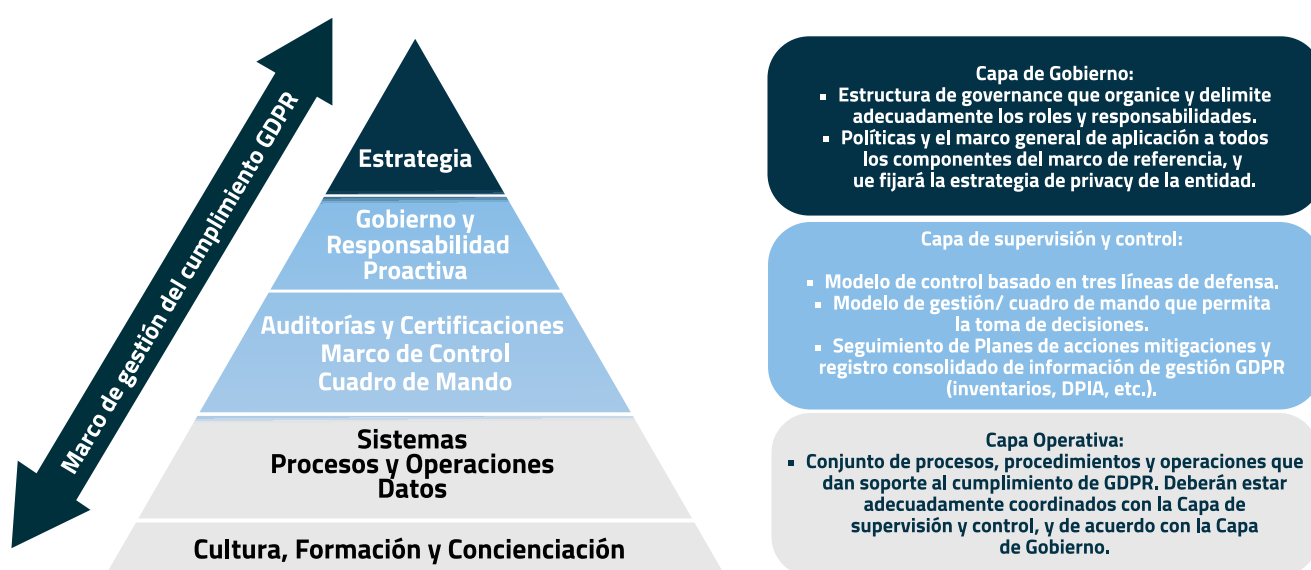 Marco de gestión del cumplimiento GDPR
Estrategia
Gobierno y
Responsabilidad
Proactiva
Auditorías y Certificaciones
Marco de Control
Cuadro de Mando
Sistemas
Procesos y Operaciones
Datos
Cultura, Formación y Concienciación
Capa de Gobierno:
▪ Estructura de governance que organice y delimite
adecuadamente los roles y responsabilidades.
▪ Políticas y el marco general de aplicación a todos
los componentes del marco de referencia, y
ue fijará la estrategia de privacy de la entidad.
Capa de supervisión y control:
▪ Modelo de control basado en tres líneas de defensa.
▪ Modelo de gestión/ cuadro de mando que permita
la toma de decisiones.
▪ Seguimiento de Planes de acciones mitigaciones y
registro consolidado de información de gestión GDPR
(inventarios, DPIA, etc.).
Capa Operativa:
▪ Conjunto de procesos, procedimientos y operaciones que
dan soporte al cumplimiento de GDPR. Deberán estar
adecuadamente coordinados con la Capa de
supervisión y control, y de acuerdo con la Capa
de Gobierno.